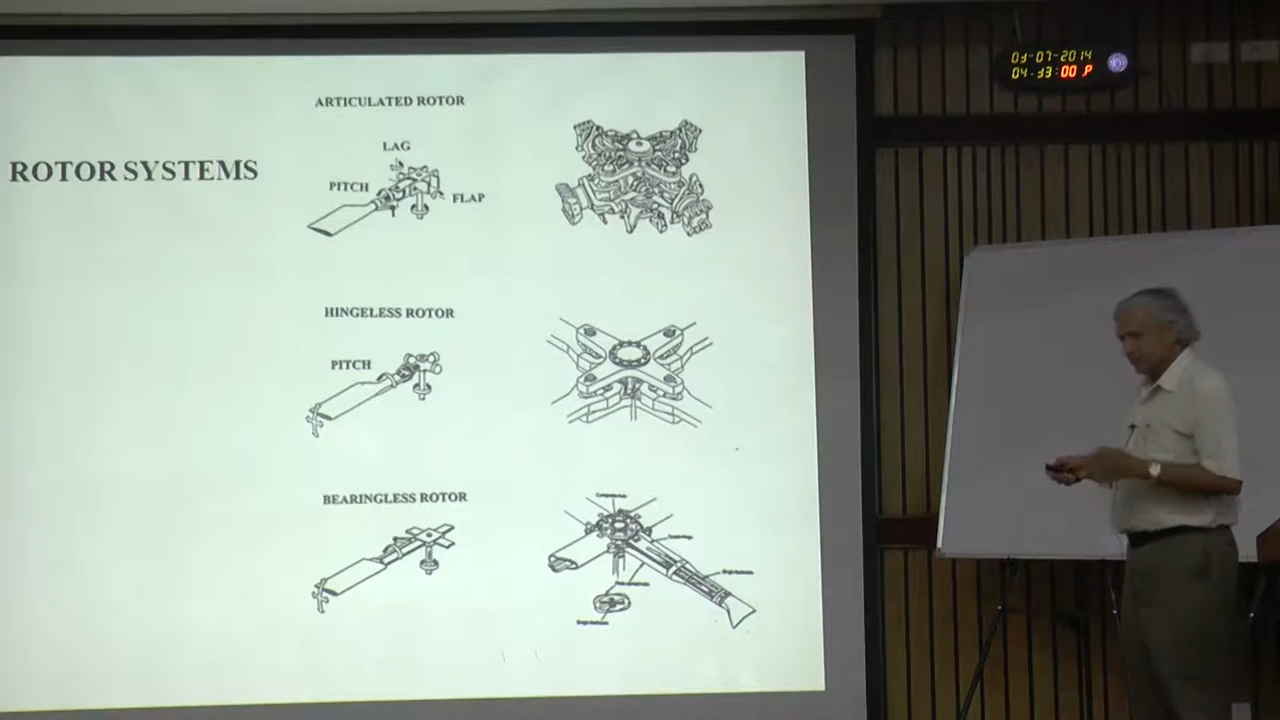 03-07-2014
04:33:00 P
ROTOR SYSTEMS
ARTICULATED ROTOR
LAG
PITCH
FLAP
HINGELESS ROTOR
PITCH
BEARINGLESS ROTOR